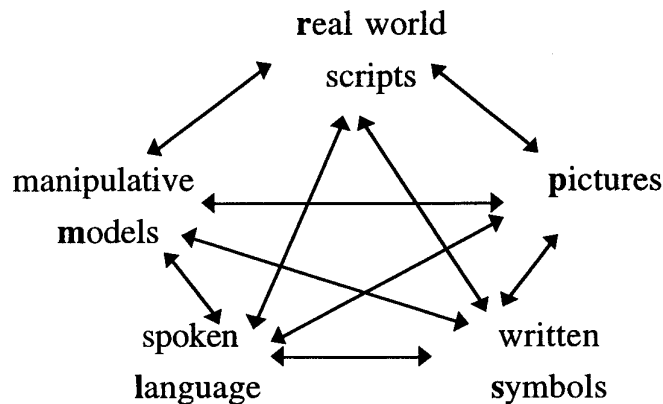 real world
scripts
manipulative
models
pictures
spoken
language
written
symbols